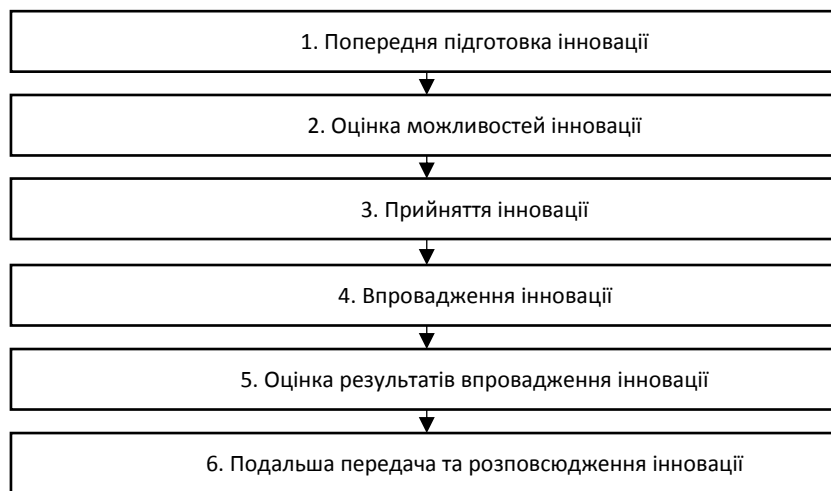 1. Попередня підготовка інновації
2. Оцінка можливостей інновації
3. Прийняття інновації
4. Впровадження інновації
5. Оцінка результатів впровадження інновації
6. Подальша передача та розповсюдження інновації